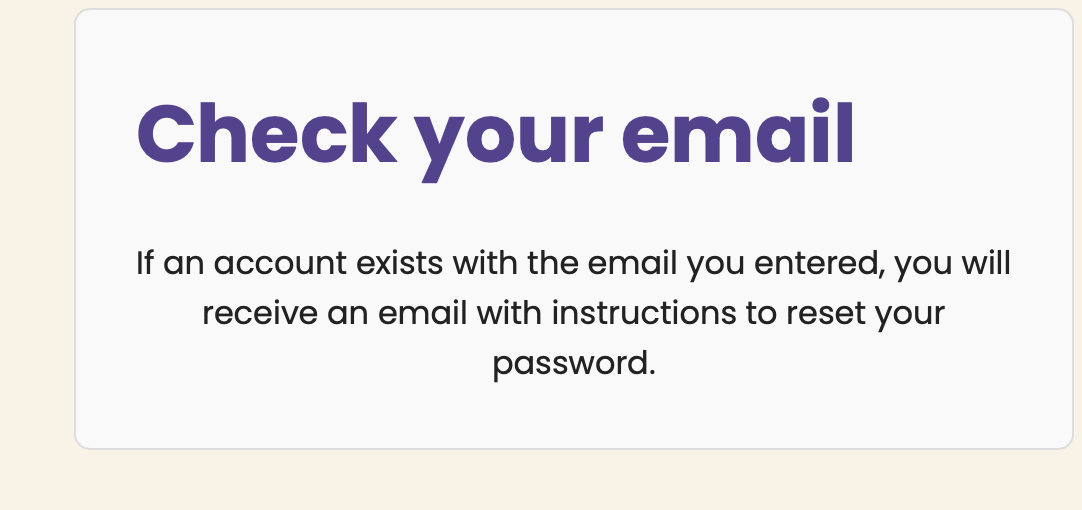 Check your email
If an account exists with the email you entered, you will
receive an email with instructions to reset your
password.